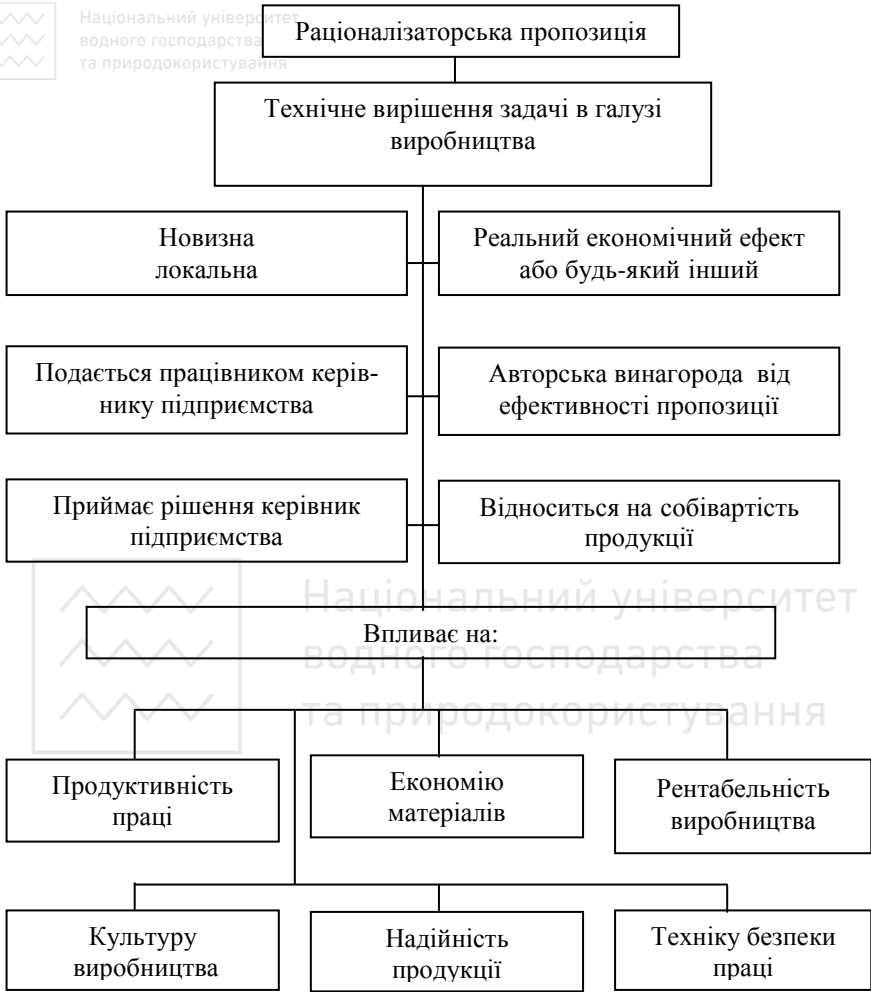 Національний університет
водного господарства
та природокористування
Раціоналізаторська пропозиція
Технічне вирішення задачі в галузі
виробництва
Новизна
локальна
Реальний економічний ефект
або будь-який інший
Подається працівником керів-
нику підприємства
Авторська винагорода від
ефективності пропозиції
Приймає рішення керівник
підприємства
Відноситься на собівартість
продукції
Національний університет
водного господарства
та природокористування
Впливає на:
Продуктивність
праці
Економію
матеріалів
Рентабельність
виробництва
Культуру
виробництва
Надійність
продукції
Техніку безпеки
праці